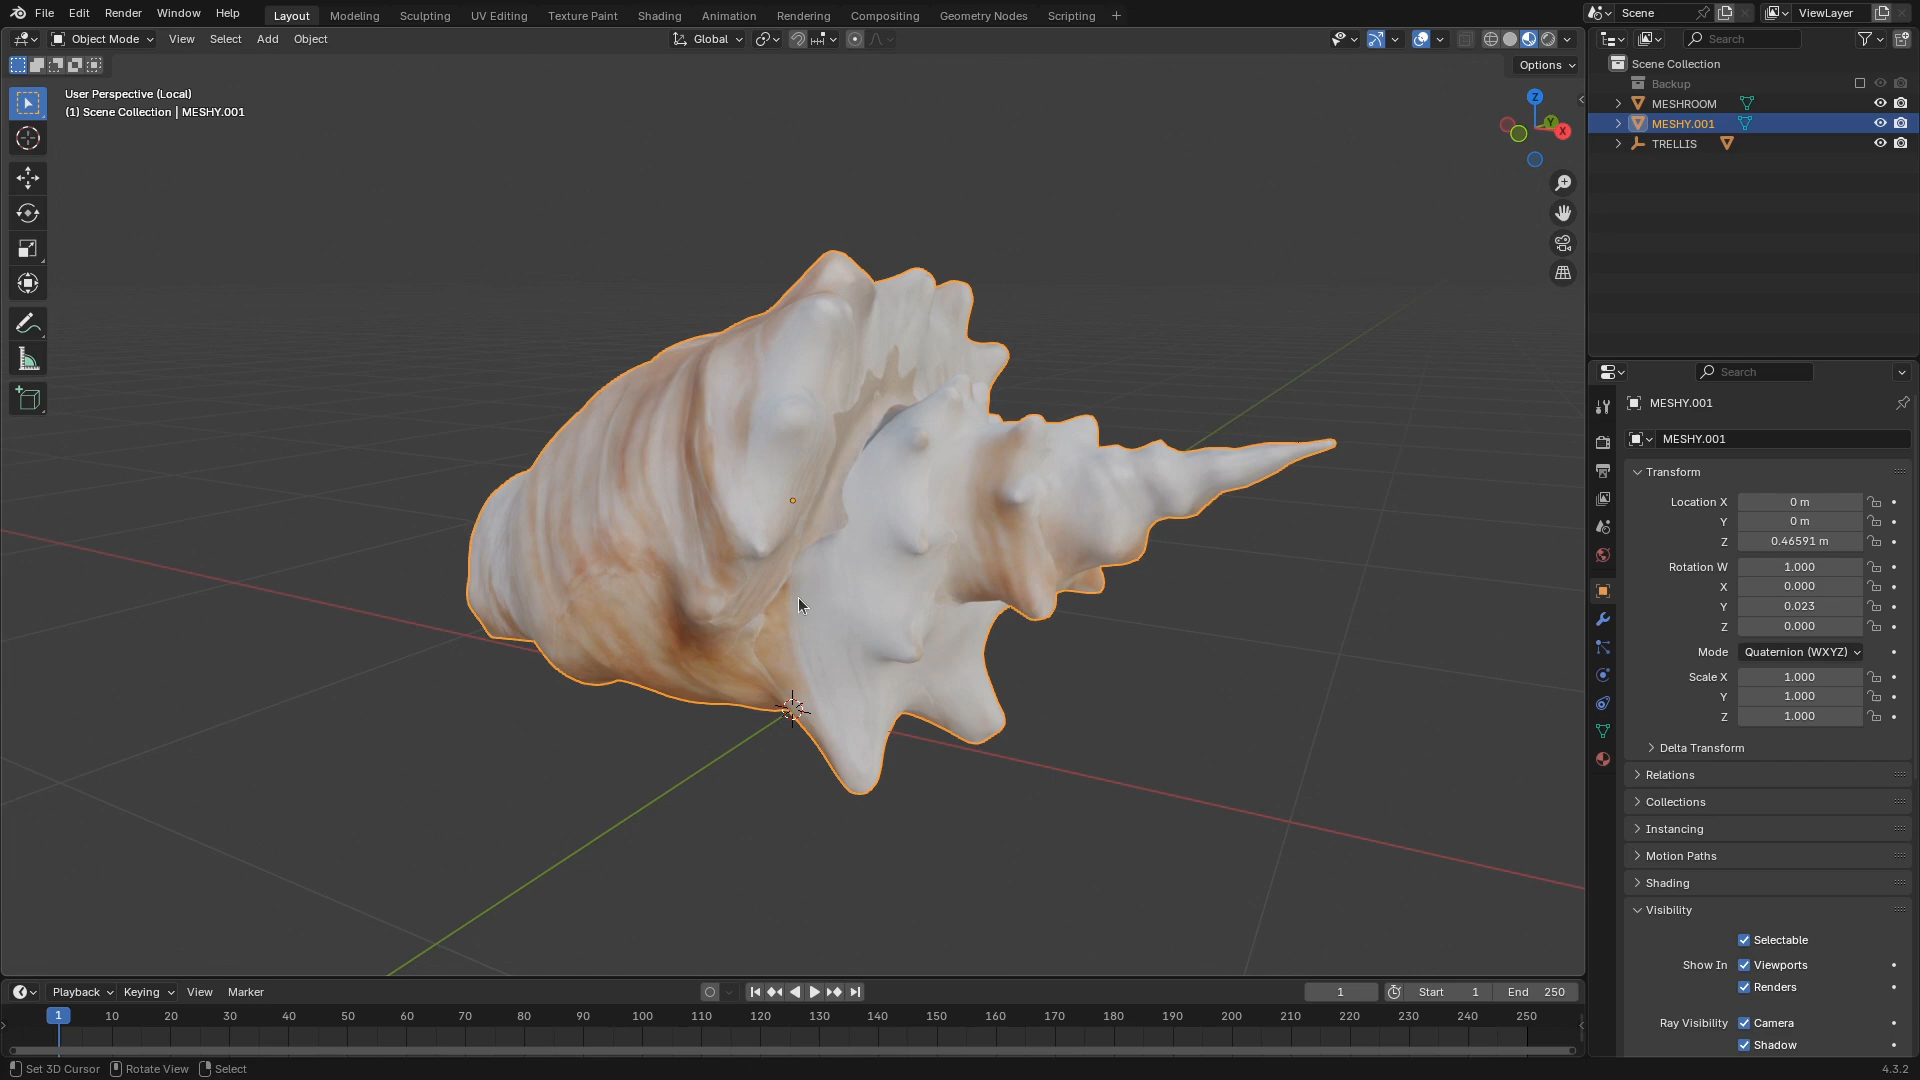 File Edit Render Window Help Layout Modeling Sculpting UV Editing Texture Paint Shading Animation Rendering Compositing Geometry Nodes Scripting + Scene ViewLayer
Object Mode View Select Add Object Global Search
Options
User Perspective (Local)
(1) Scene Collection | MESHY.001
Z
Y
X
Scene Collection
Backup
MESHROOM
MESHY.001
TRELLIS
Search
MESHY.001
MESHY.001
Transform
Location X 0 m
Y 0 m
Z 0.46591 m
Rotation W 1.000
X 0.000
Y 0.023
Z 0.000
Mode Quaternion (WXYZ)
Scale X 1.000
Y 1.000
Z 1.000
Delta Transform
Relations
Collections
Instancing
Motion Paths
Shading
Visibility
Selectable
Show In Viewports
Renders
Ray Visibility Camera
Shadow
Playback Keying View Marker 1 Start 1 End 250
1 10 20 30 40 50 60 70 80 90 100 110 120 130 140 150 160 170 180 190 200 210 220 230 240 250
Set 3D Cursor Rotate View Select 4.3.2